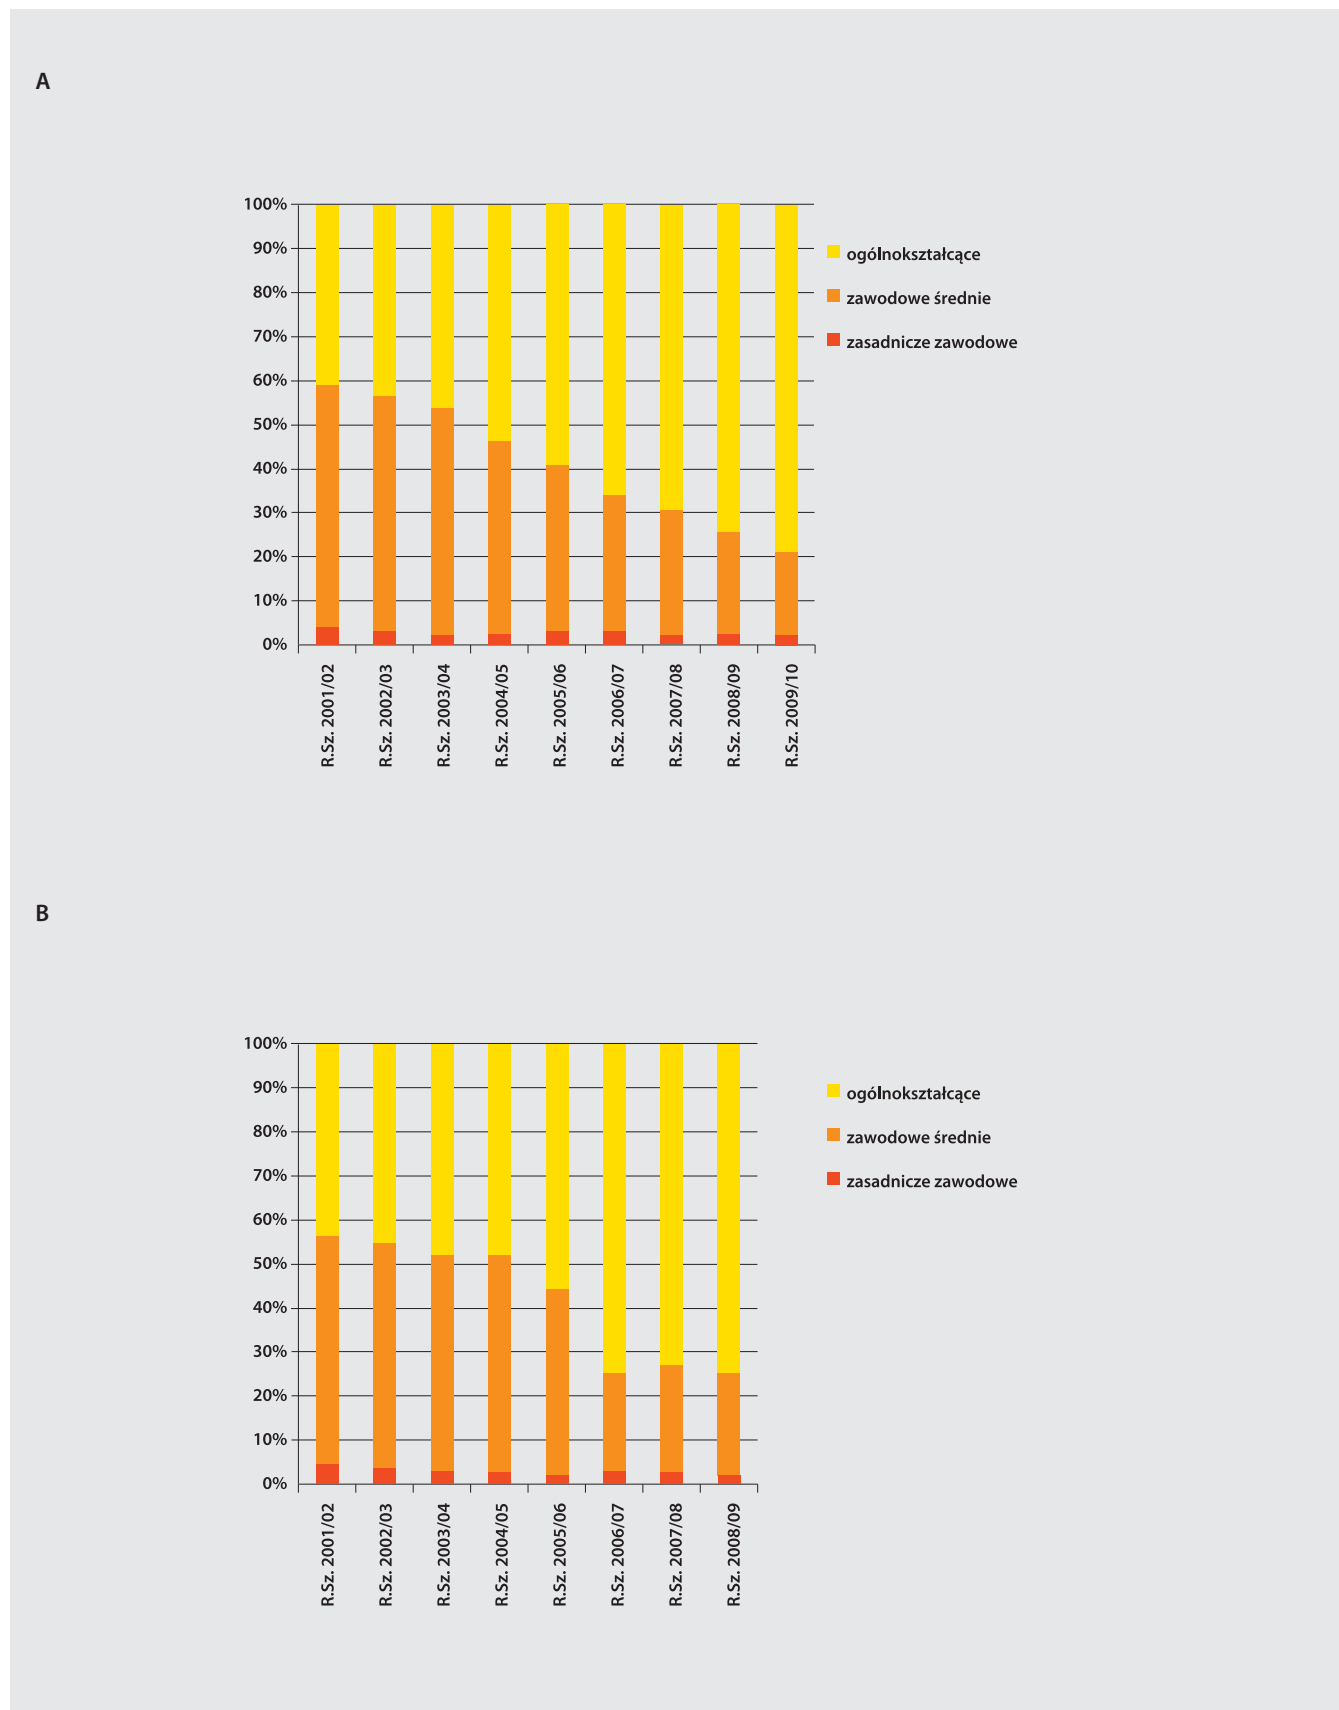 A
100%
90%
80%
70%
60%
50%
40%
30%
20%
10%
0%
ogólnokształcące
zawodowe średnie
zasadnicze zawodowe
R.Sz. 2001/02
R.Sz. 2002/03
R.Sz. 2003/04
R.Sz. 2004/05
R.Sz. 2005/06
R.Sz. 2006/07
R.Sz. 2007/08
R.Sz. 2008/09
R.Sz. 2009/10
B
100%
90%
80%
70%
60%
50%
40%
30%
20%
10%
0%
ogólnokształcące
zawodowe średnie
zasadnicze zawodowe
R.Sz. 2001/02
R.Sz. 2002/03
R.Sz. 2003/04
R.Sz. 2004/05
R.Sz. 2005/06
R.Sz. 2006/07
R.Sz. 2007/08
R.Sz. 2008/09